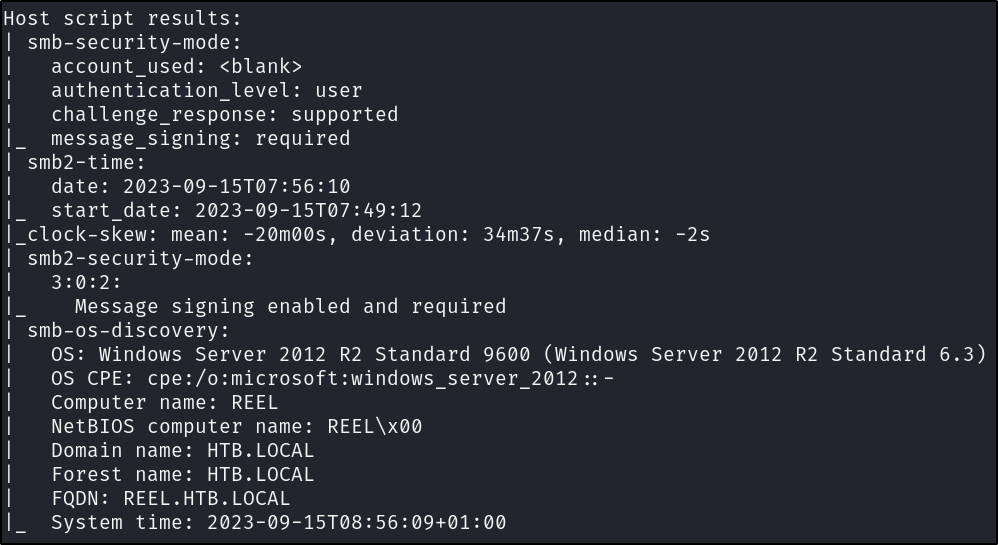 Host script results:
| smb-security-mode:
|   account_used: <blank>
|   authentication_level: user
|   challenge_response: supported
|_  message_signing: required
| smb2-time:
|   date: 2023-09-15T07:56:10
|_  start_date: 2023-09-15T07:49:12
|_clock-skew: mean: -20m00s, deviation: 34m37s, median: -2s
| smb2-security-mode:
|   3:0:2:
|_    Message signing enabled and required
| smb-os-discovery:
|   OS: Windows Server 2012 R2 Standard 9600 (Windows Server 2012 R2 Standard 6.3)
|   OS CPE: cpe:/o:microsoft:windows_server_2012::-
|   Computer name: REEL
|   NetBIOS computer name: REEL\x00
|   Domain name: HTB.LOCAL
|   Forest name: HTB.LOCAL
|   FQDN: REEL.HTB.LOCAL
|_  System time: 2023-09-15T08:56:09+01:00